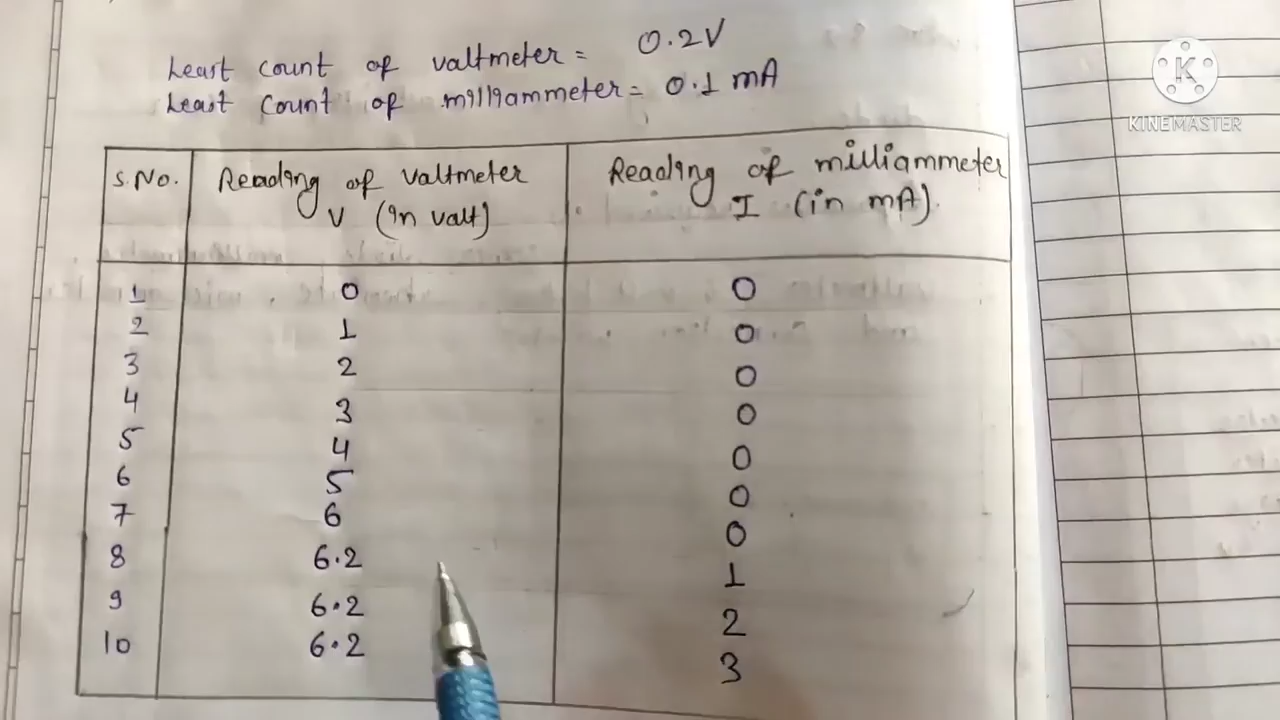 Least count of valtmeter = 0.2V
Least count of milliammeter = 0.1 mA
KINEMASTER
S.No. Reading of valtmeter V (in valt) Reading of milliammeter I (in mA).
1 0 0
2 1 0
3 2 0
4 3 0
5 4 0
6 5 0
7 6 0
8 6.2 1
9 6.2 2
10 6.2 3